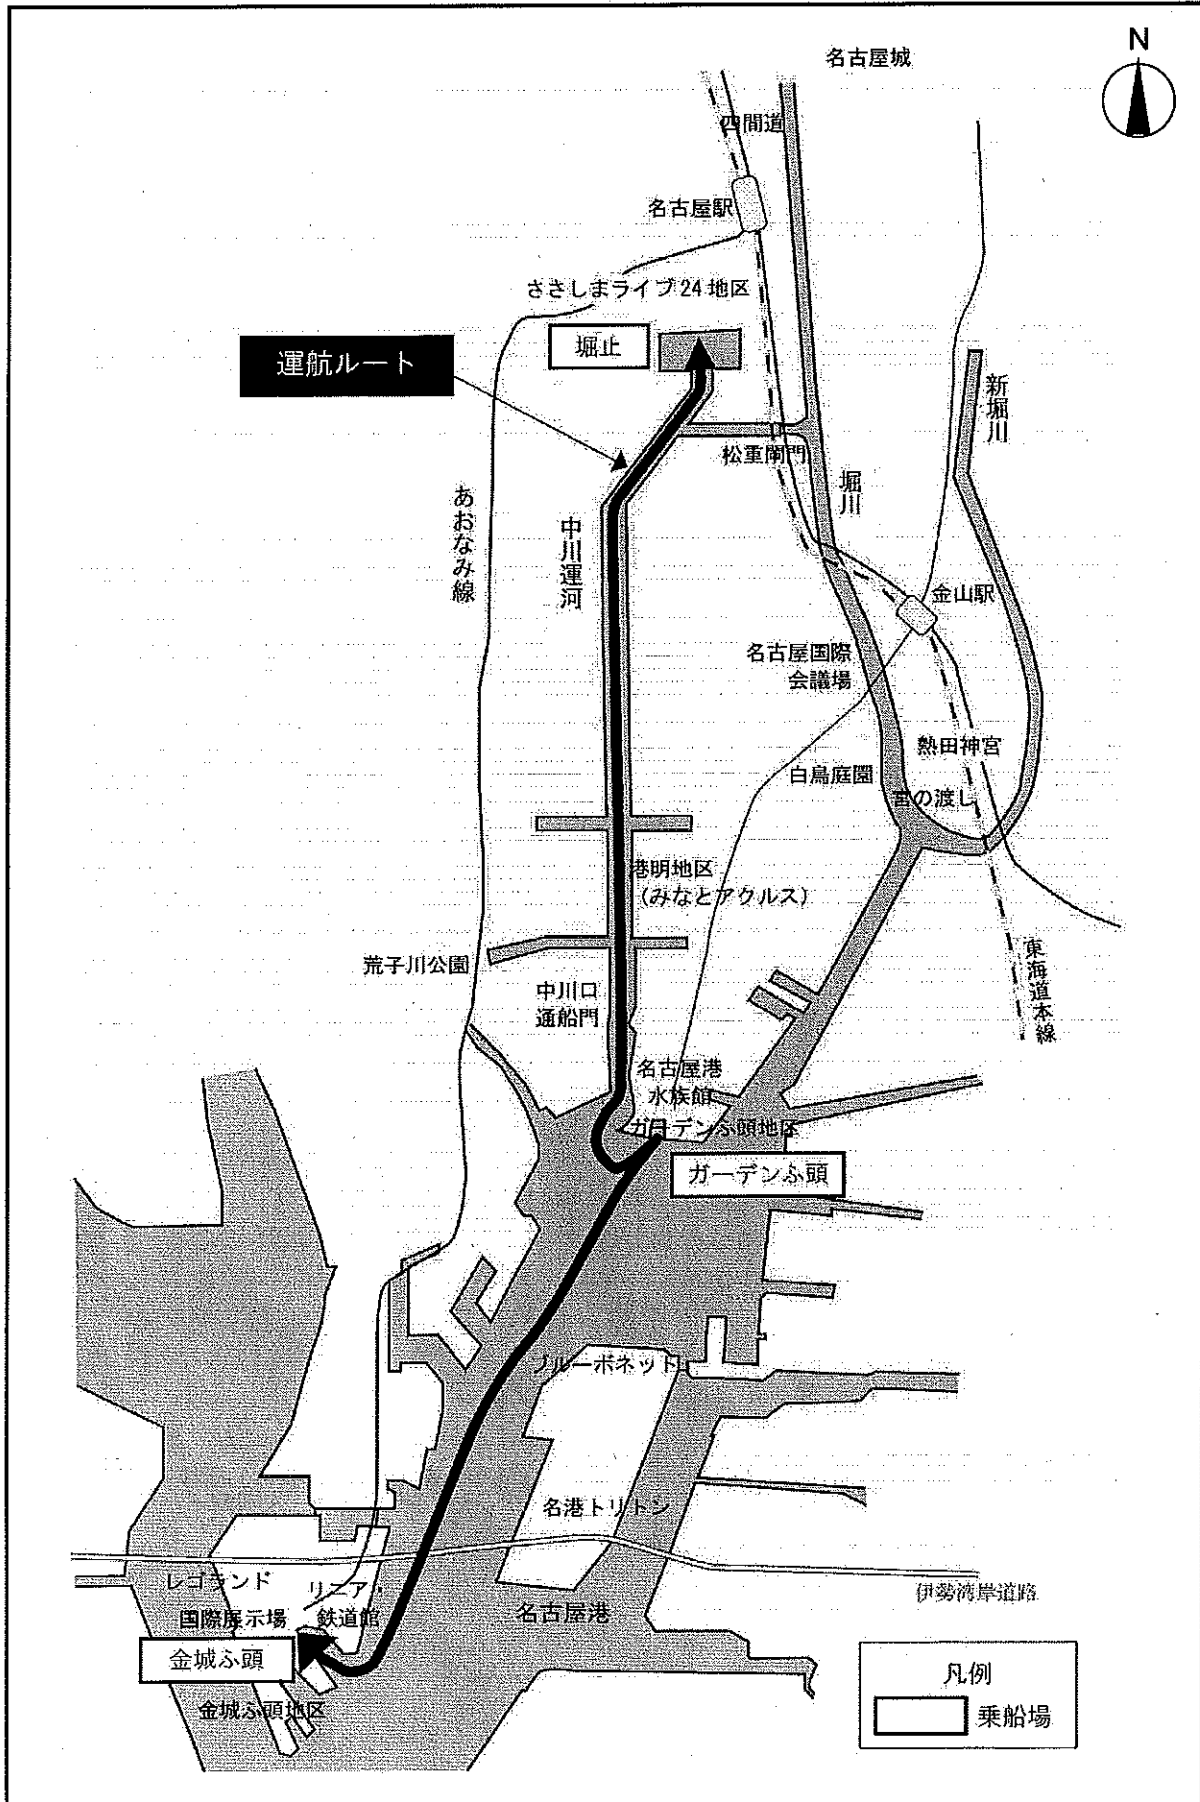 N
名古屋城
四間道
名古屋駅
ささしまライブ24地区
堀止
運航ルート
新堀川
松重閘門
堀川
あおなみ線
中川運河
金山駅
名古屋国際
会議場
熱田神宮
白鳥庭園
宮の渡し
港明地区
(みなとアクルス)
荒子川公園
東海道本線
中川口
通船門
名古屋港
水族館
ガーデンふ頭地区
ガーデンふ頭
ブルーボネット
名港トリトン
レゴランド
リニア・
鉄道館
伊勢湾岸道路
国際展示場
名古屋港
金城ふ頭
金城ふ頭地区
凡例
乗船場